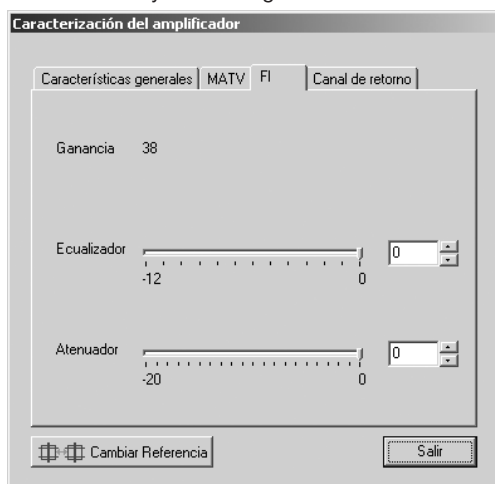 Caracterización del amplificador
Características generales MATV FI Canal de retorno
Ganancia 38
Ecualizador 0
-12 0
Atenuador 0
-20 0
Cambiar Referencia Salir